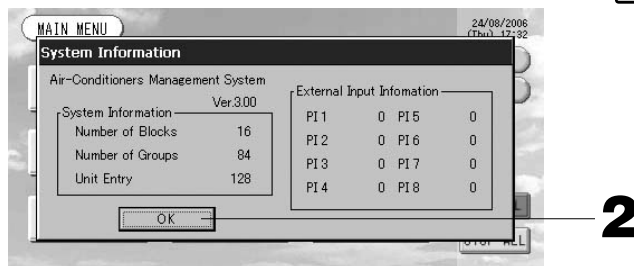 MAIN MENU
24/08/2006
(Thu) 17:32
System Information
Air-Conditioners Management System
Ver.3.00
System Information
Number of Blocks 16
Number of Groups 84
Unit Entry 128
External Input Infomation
PI 1 0 PI 5 0
PI 2 0 PI 6 0
PI 3 0 PI 7 0
PI 4 0 PI 8 0
OK
2
ALL